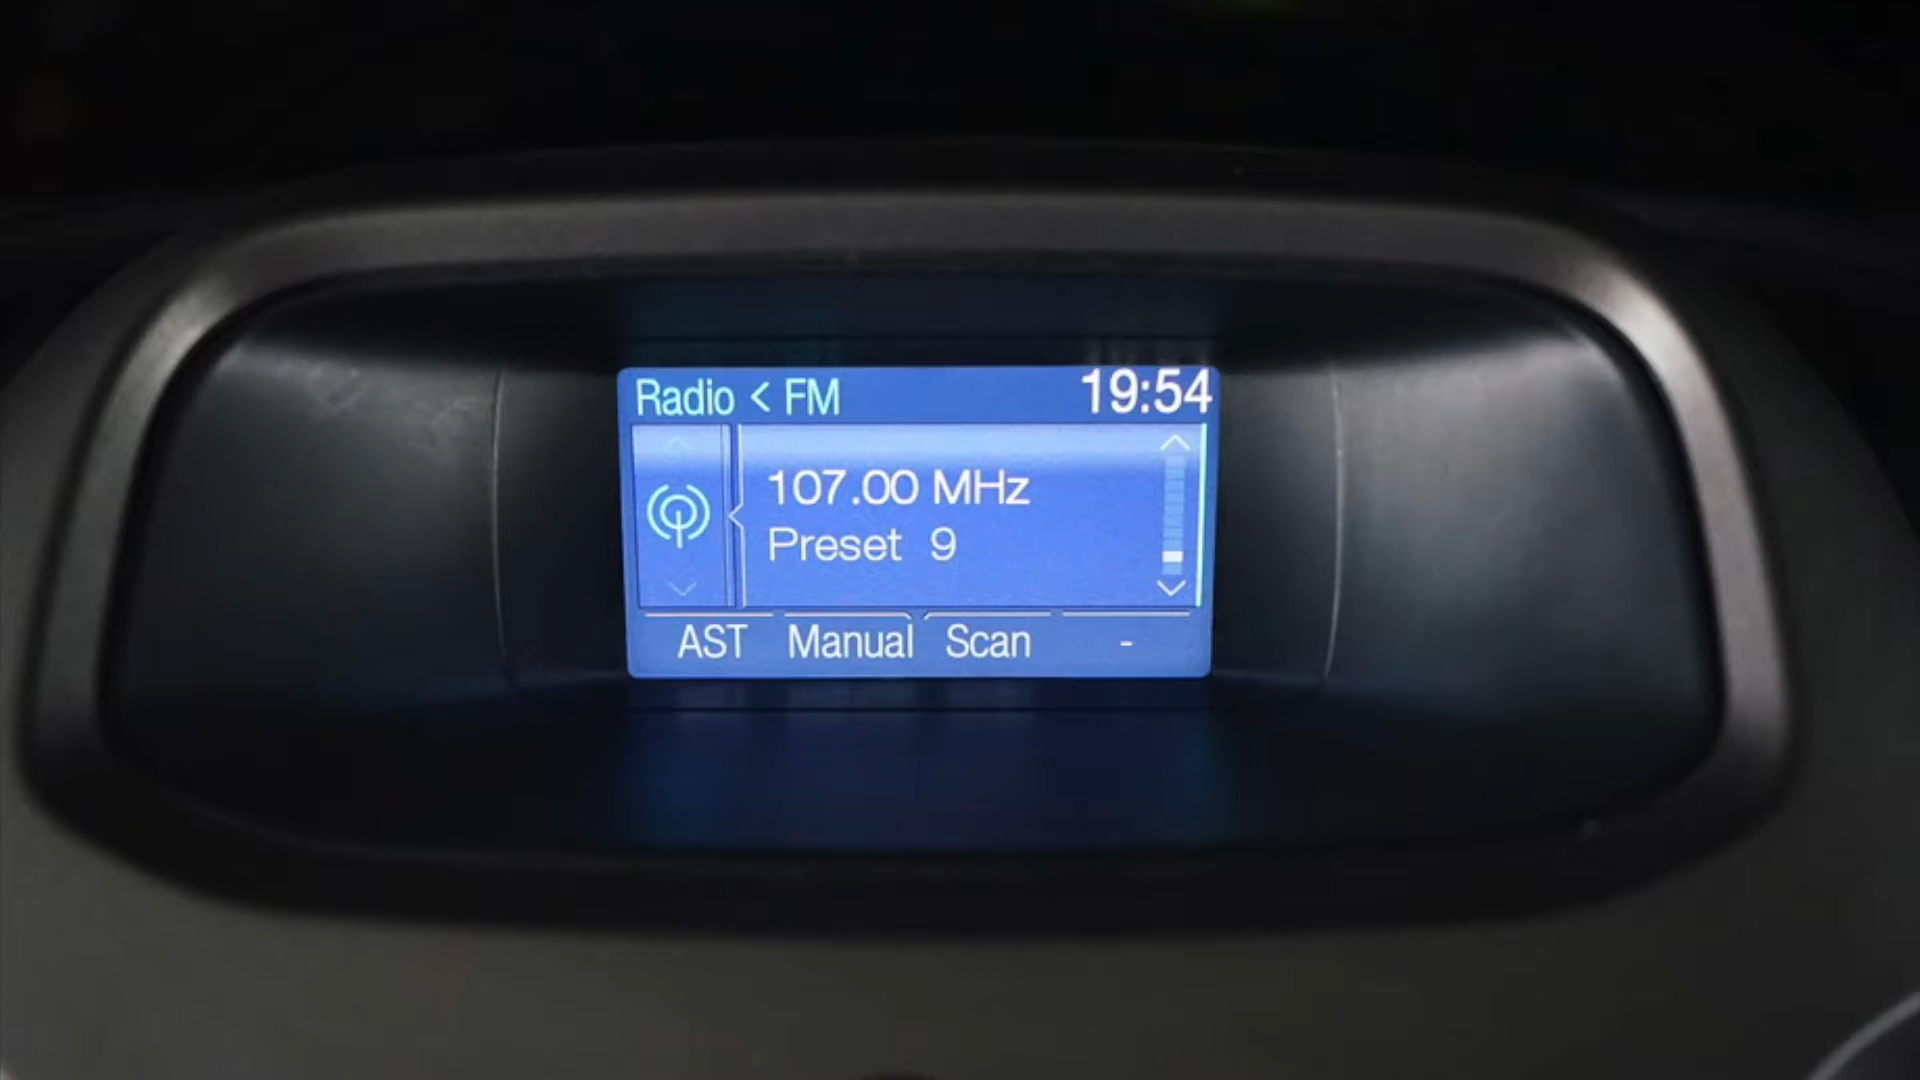 Radio < FM 19:54
107.00 MHz
Preset 9
AST Manual Scan -